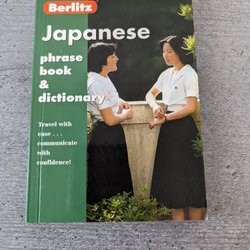 Berlitz
Japanese
phrase
book &
dictionary
Travel with
ease . . .
communicate
with
confidence!